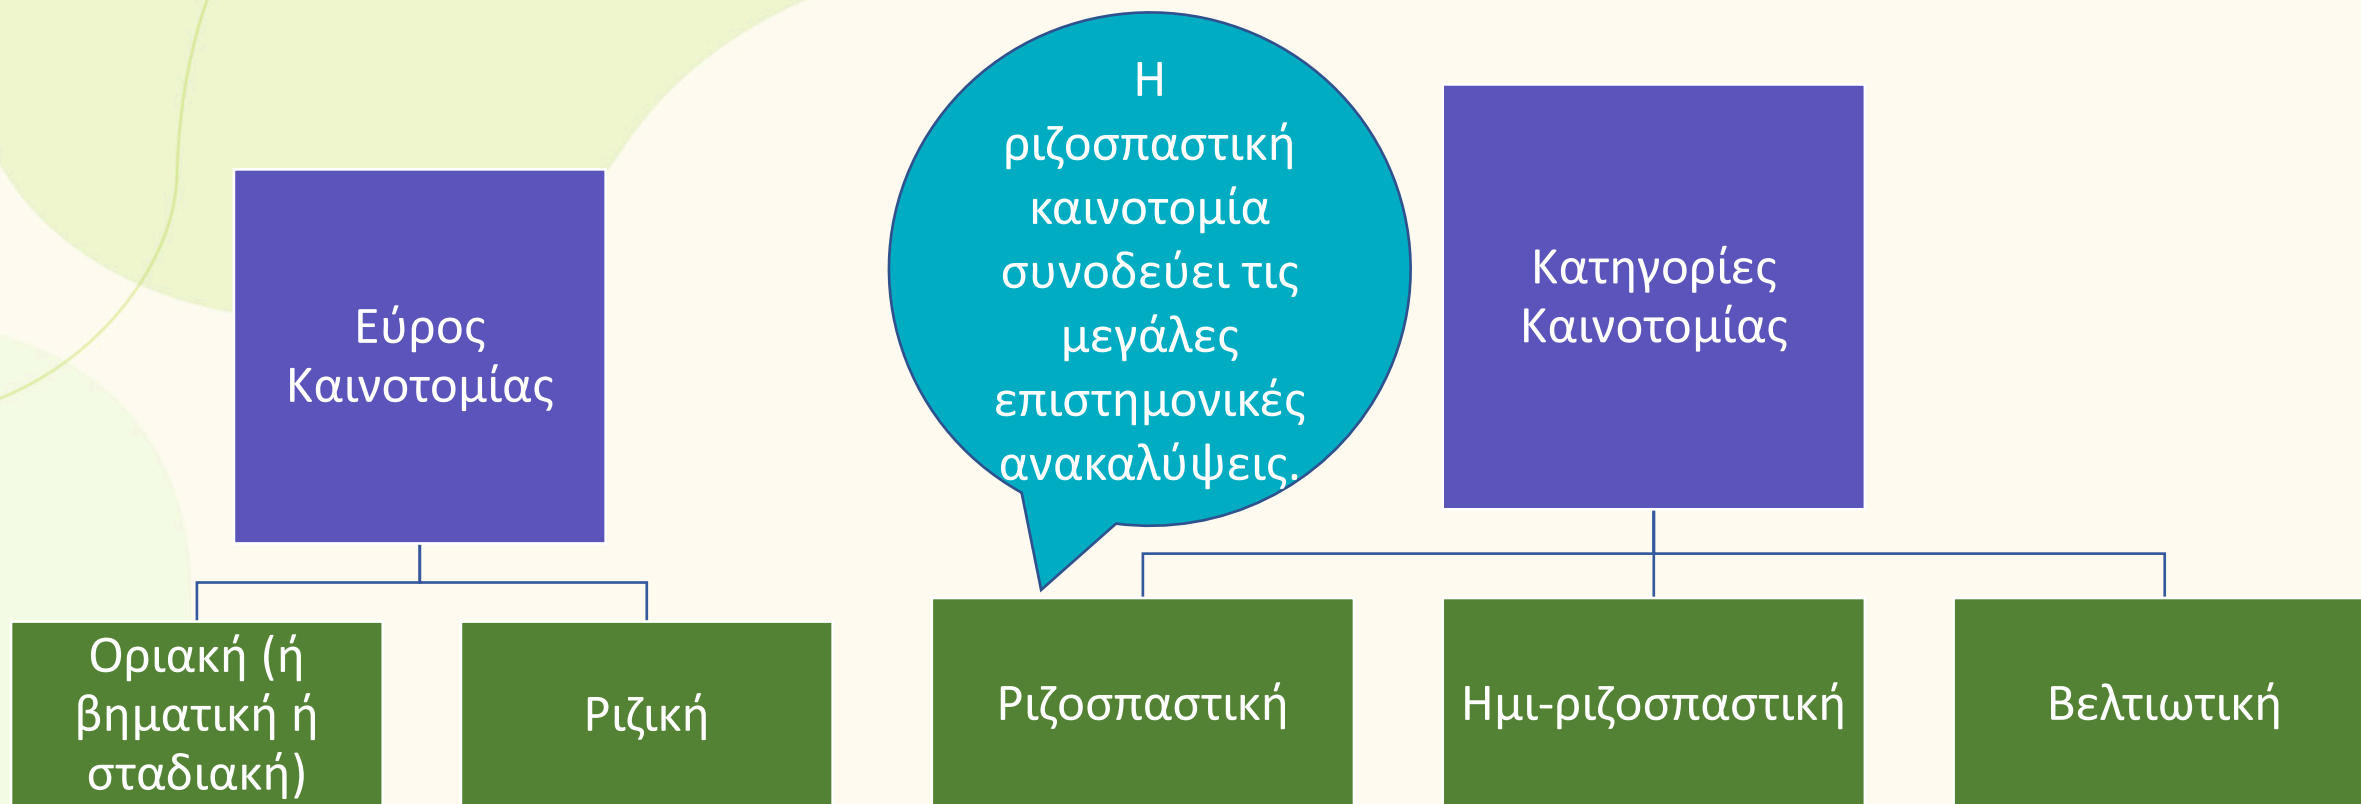 Εύρος
Καινοτομίας
Οριακή (ή
βηματική ή
σταδιακή)
Ριζική
Η
ριζοσπαστική
καινοτομία
συνοδεύει τις
μεγάλες
επιστημονικές
ανακαλύψεις.
Κατηγορίες
Καινοτομίας
Ριζοσπαστική
Ημι-ριζοσπαστική
Βελτιωτική